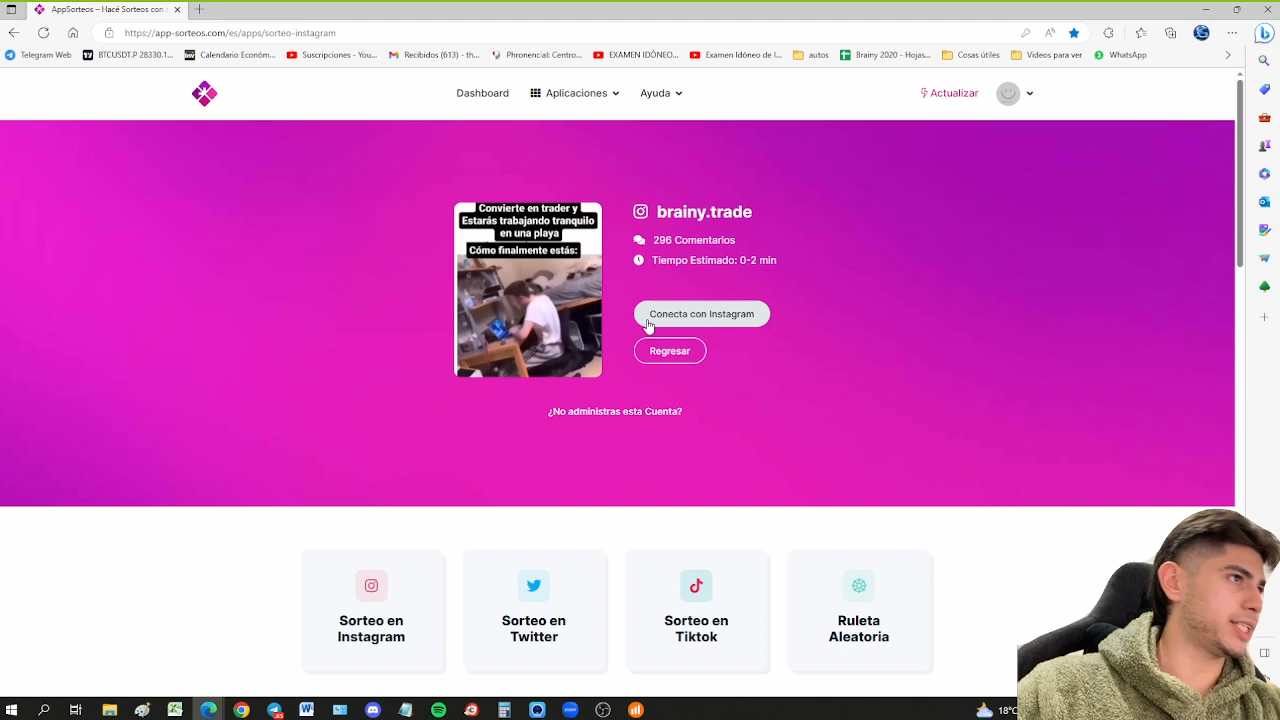 AppSorteos – Hacé Sorteos con
https://app-sorteos.com/es/apps/sorteo-instagram
Telegram Web
BTCUSDT.P 28330.1...
Calendario Económ...
Suscripciones - You...
Recibidos (613) - th...
Phronencial: Centro...
EXAMEN IDÓNEO...
Examen Idóneo de l...
autos
Brainy 2020 - Hojas...
Cosas útiles
Videos para ver
WhatsApp
Dashboard
Aplicaciones
Ayuda
Actualizar
Convierte en trader y
Estarás trabajando tranquilo
en una playa
Cómo finalmente estás:
brainy.trade
296 Comentarios
Tiempo Estimado: 0-2 min
Conecta con Instagram
Regresar
¿No administras esta Cuenta?
Sorteo en
Instagram
Sorteo en
Twitter
Sorteo en
Tiktok
Ruleta
Aleatoria
18°C